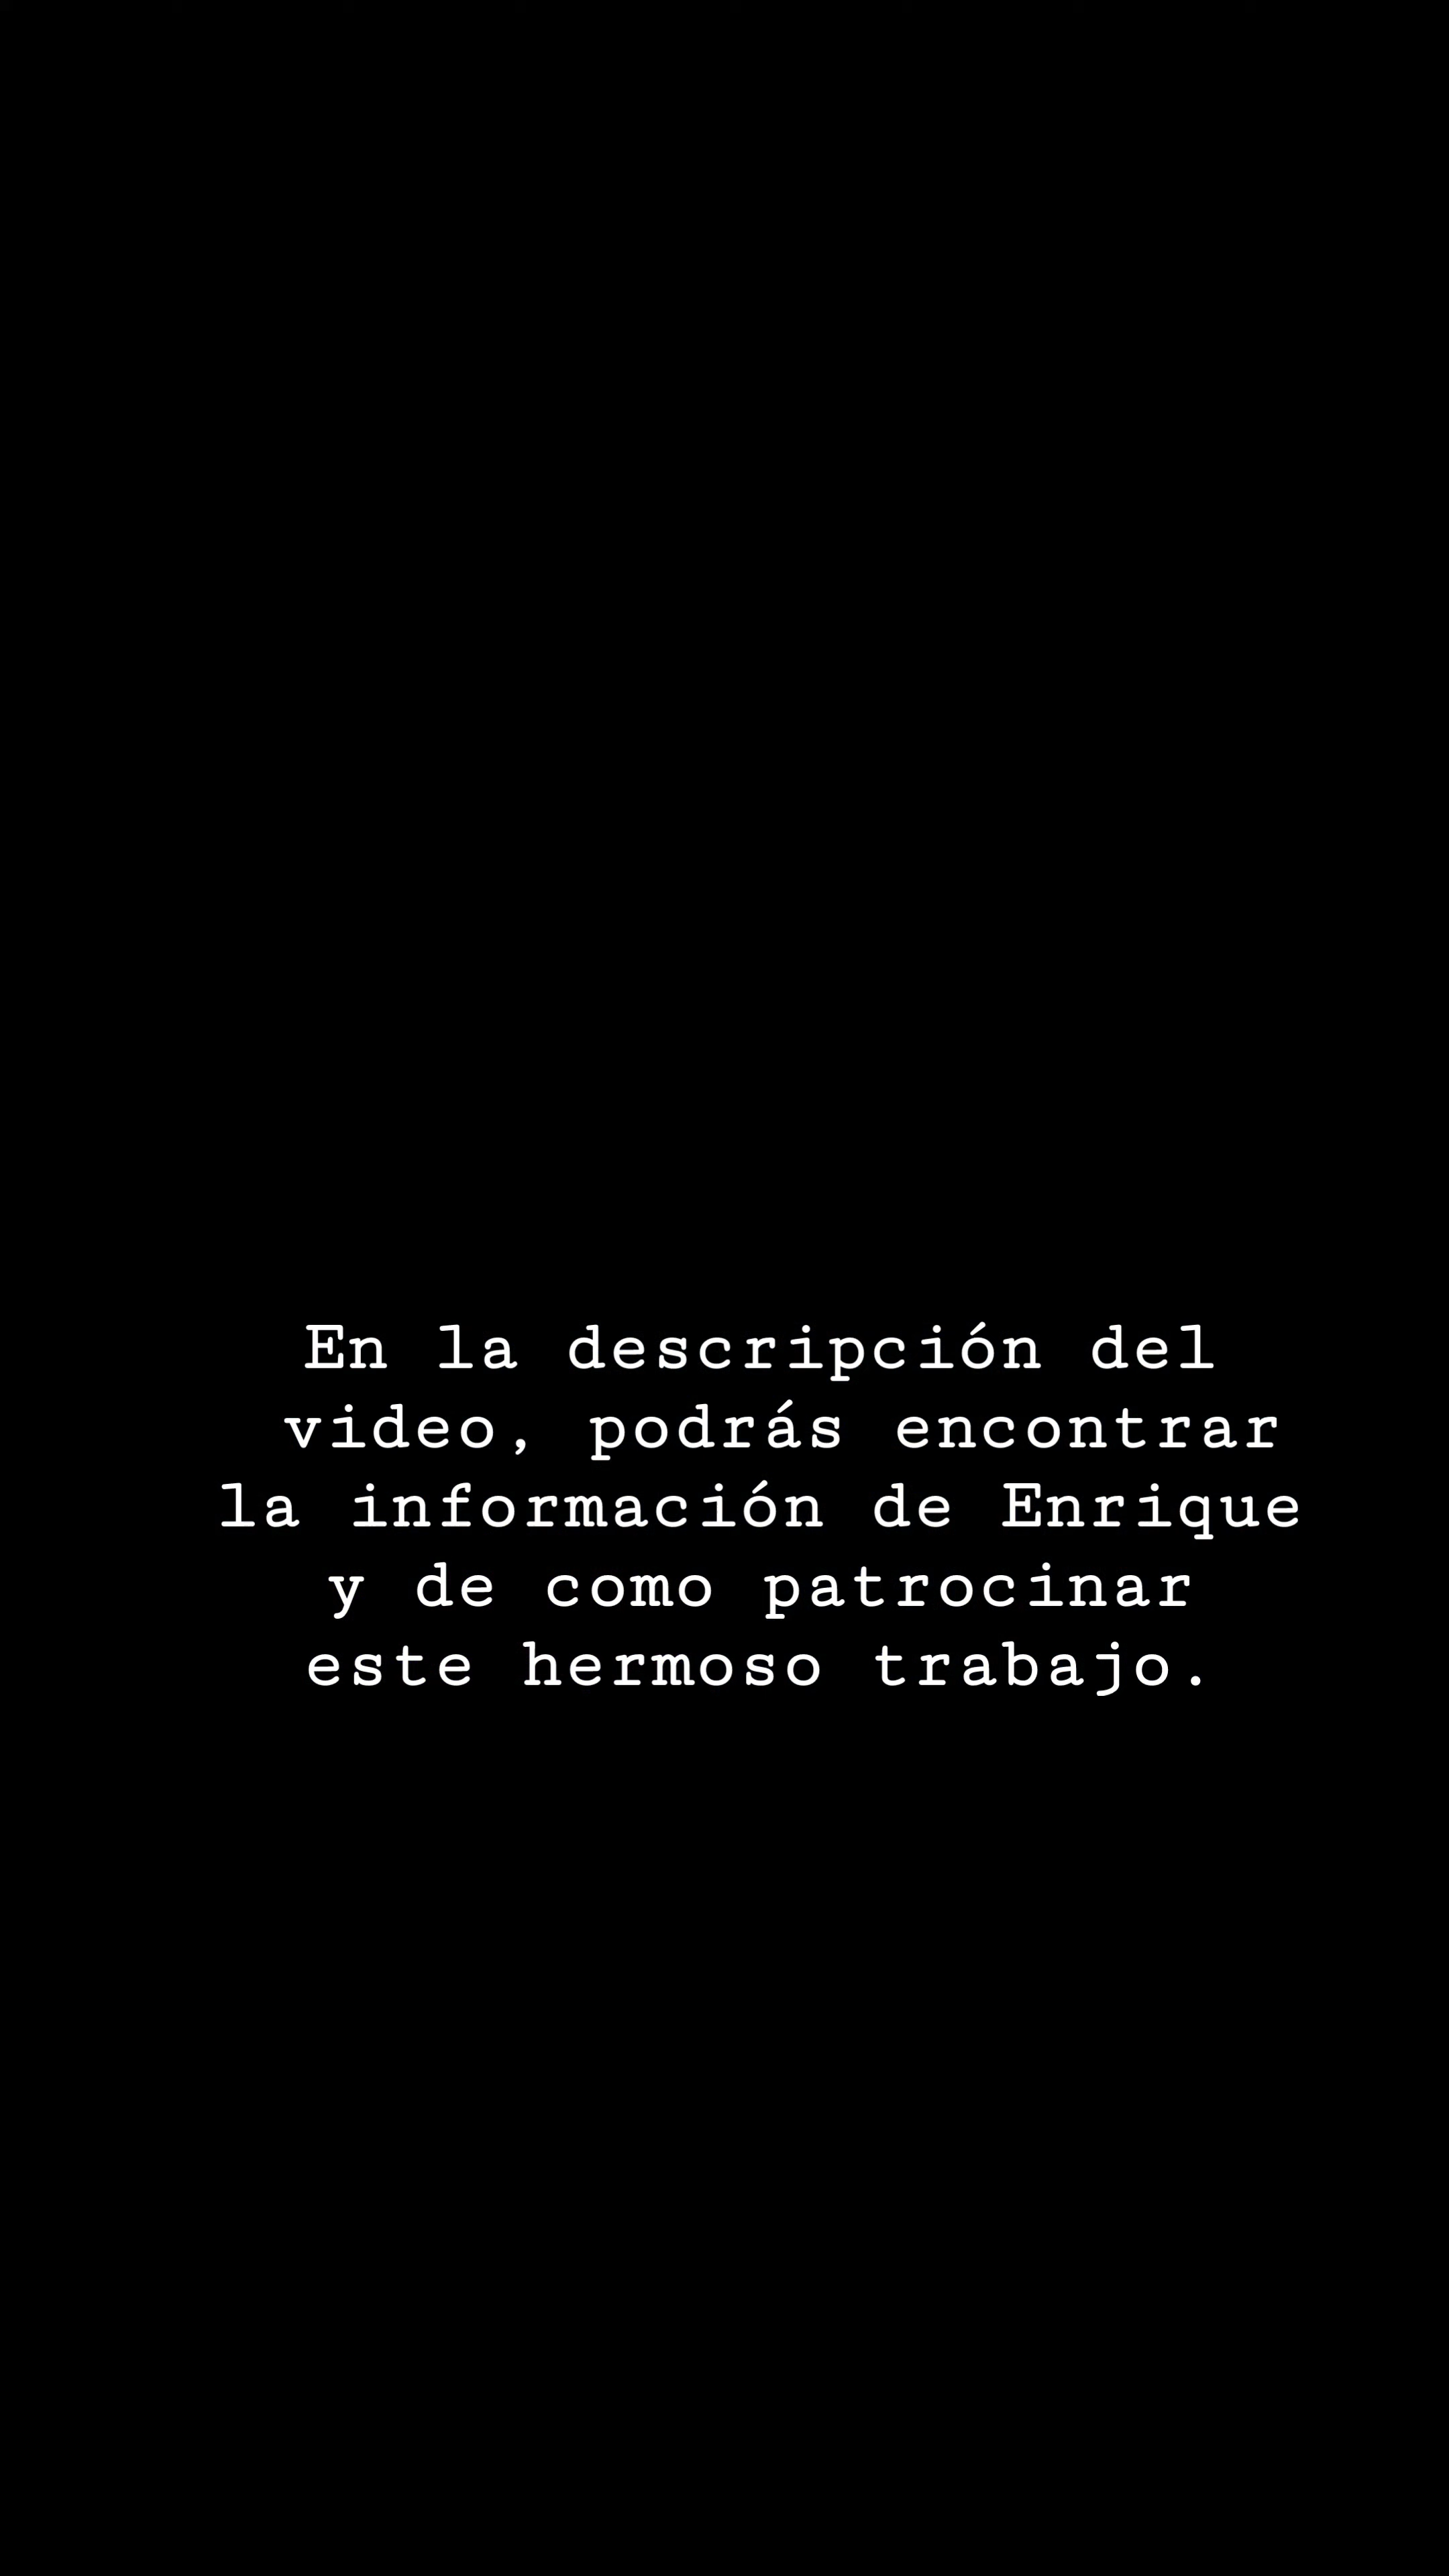 En la descripción del
video, podrás encontrar
la información de Enrique
y de como patrocinar
este hermoso trabajo.